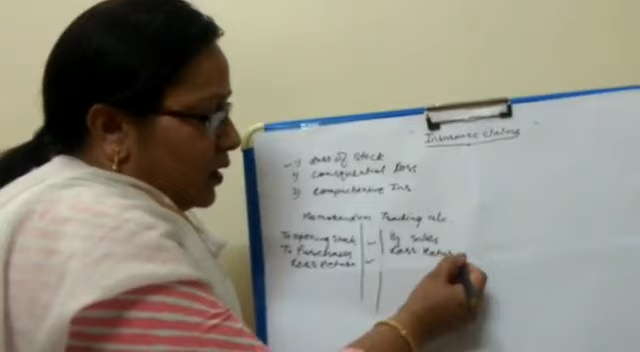 Insurance Claims
1) Loss of Stock
2) Consequential Loss
3) Comprehensive Ins
Memorandum Trading a/c
To opening Stock - By Sales
To Purchases Less Return
Less Return -